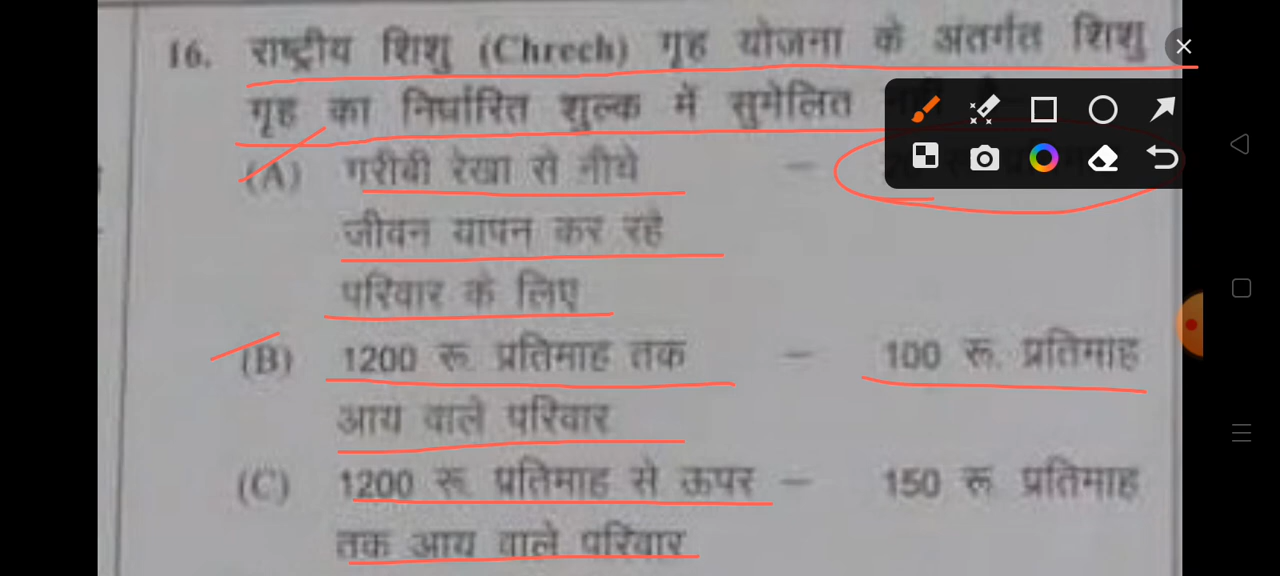 16. राष्ट्रीय शिशु (Chrech) गृह योजना के अंतर्गत शिशु
गृह का निर्धारित शुल्क में सुमेलित
(A) गरीबी रेखा से नीचे –
जीवन यापन कर रहे
परिवार के लिए
(B) 1200 रू. प्रतिमाह तक – 100 रू. प्रतिमाह
आय वाले परिवार
(C) 1200 रू. प्रतिमाह से ऊपर – 150 रू प्रतिमाह
तक आय वाले परिवार